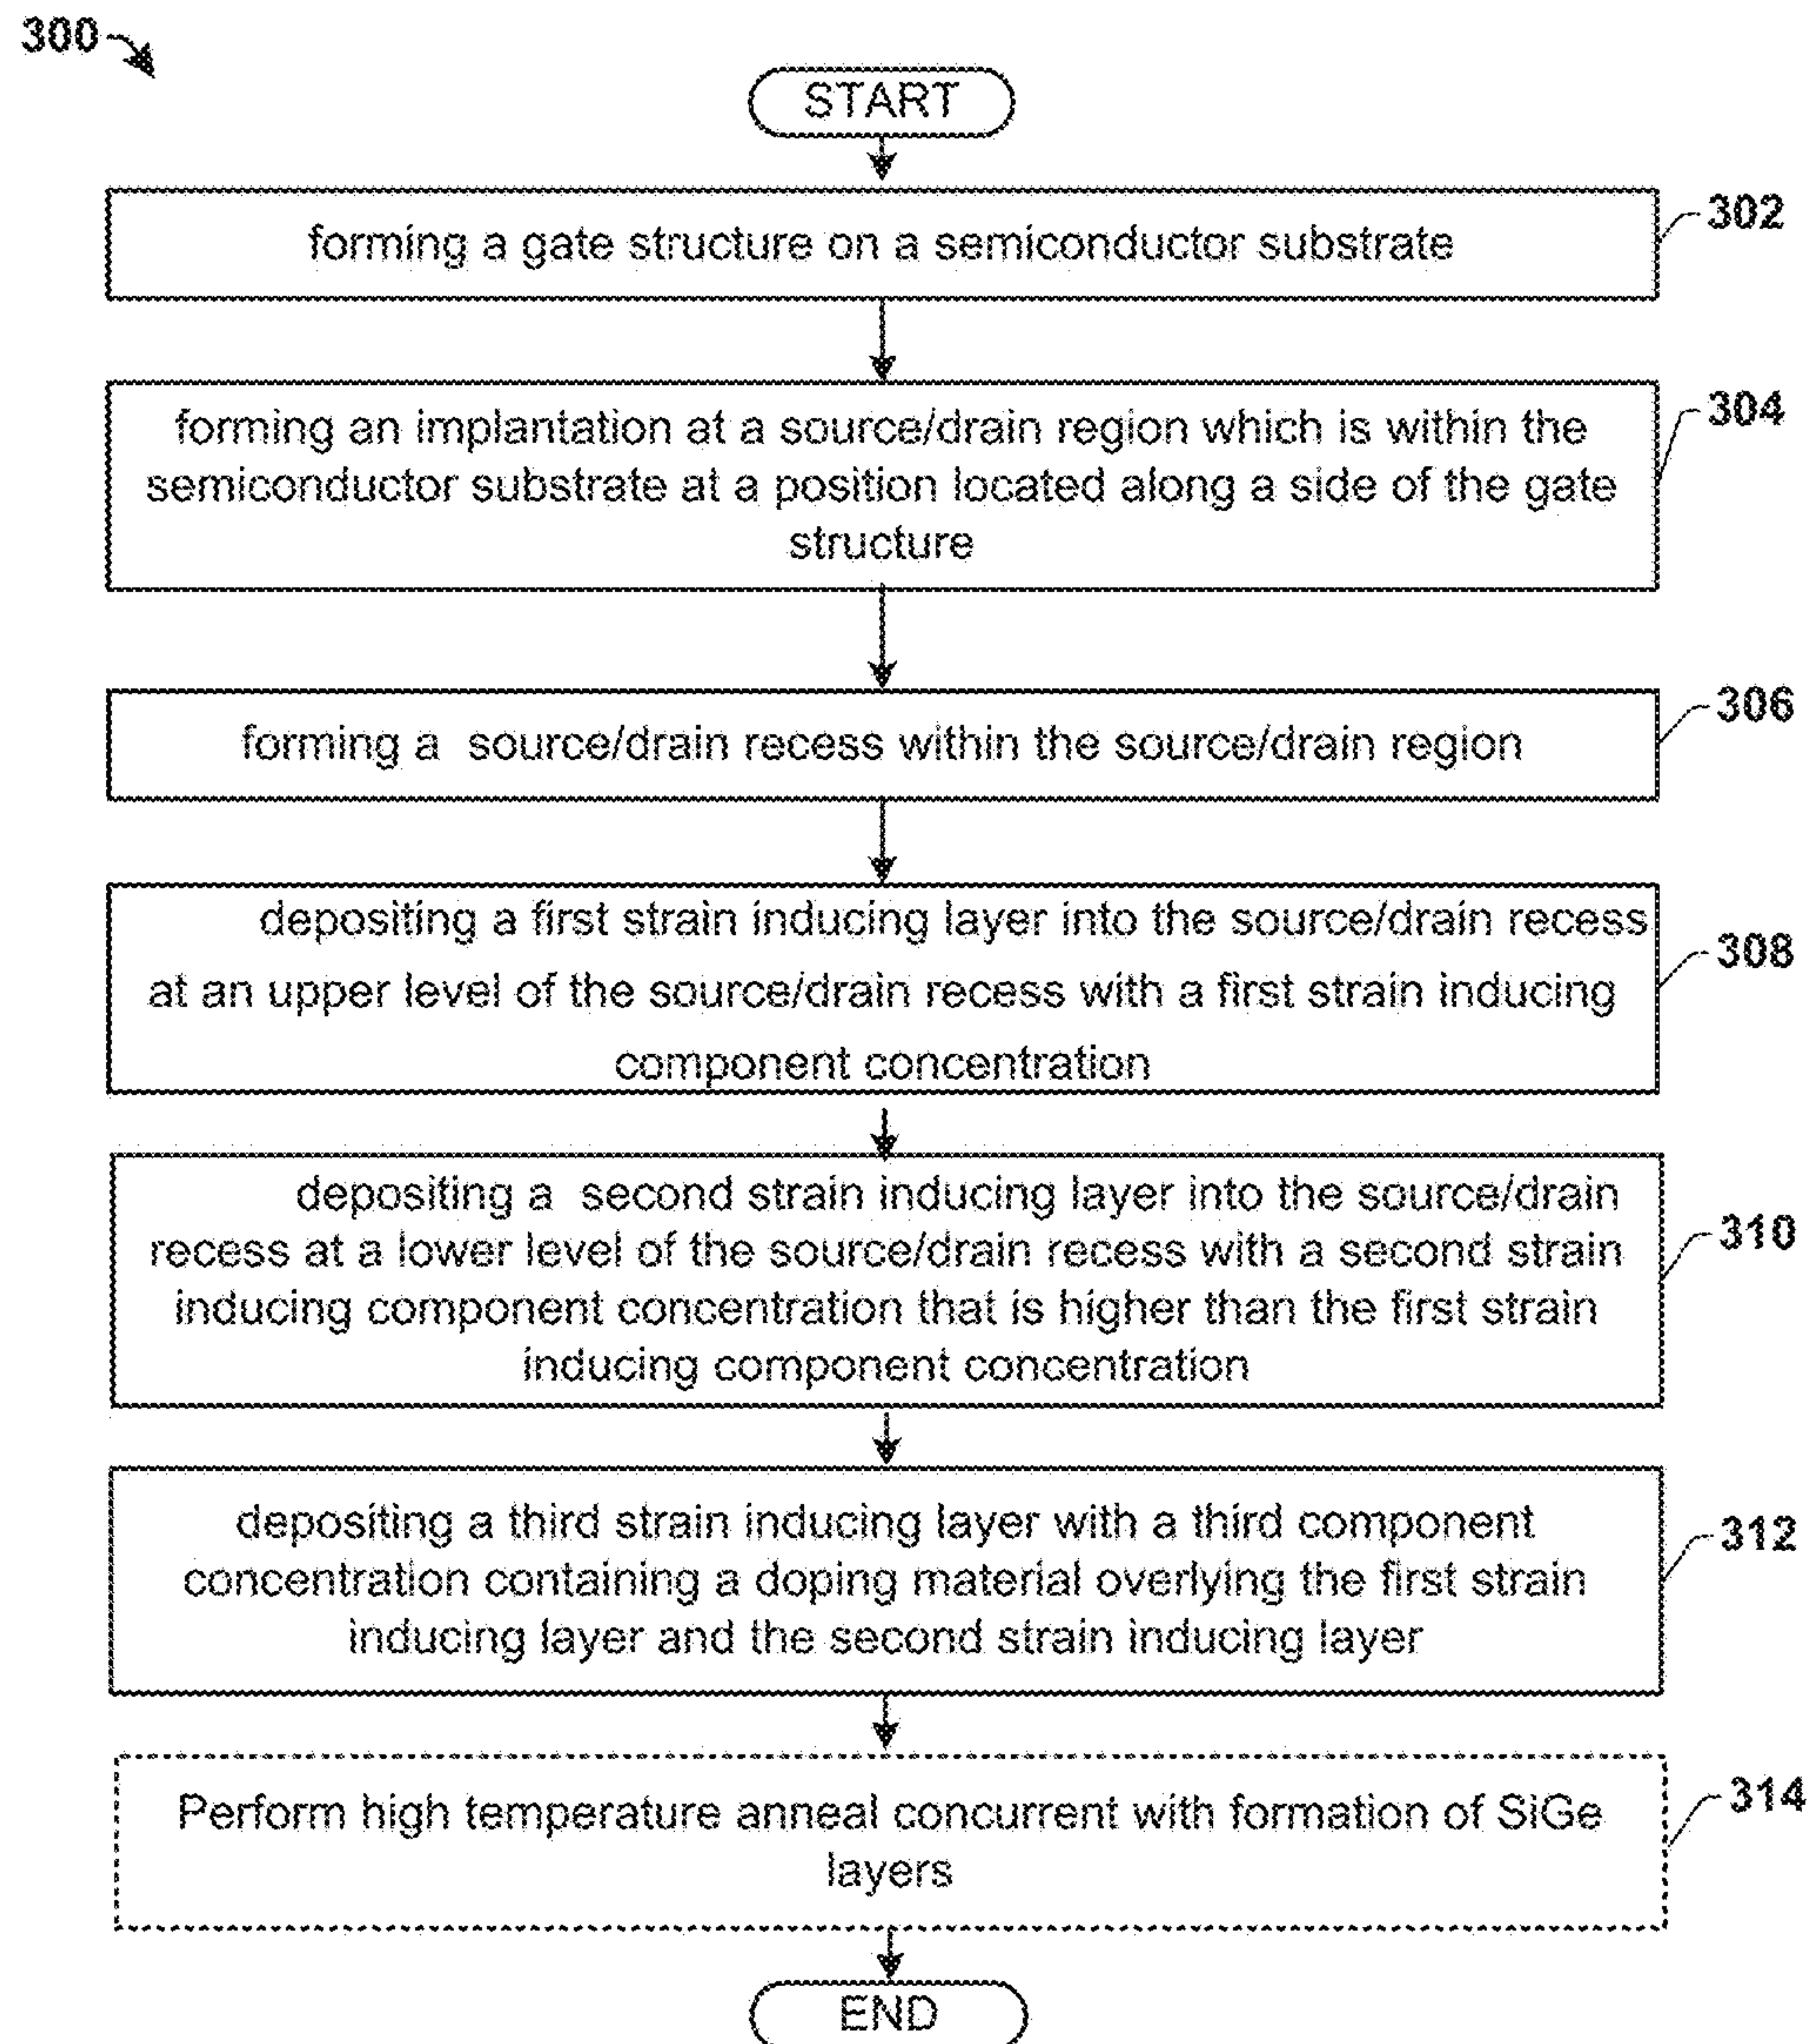 300
START
forming a gate structure on a semiconductor substrate
302
forming an implantation at a source/drain region which is within the
semiconductor substrate at a position located along a side of the gate
structure
304
forming a source/drain recess within the source/drain region
306
depositing a first strain inducing layer into the source/drain recess
at an upper level of the source/drain recess with a first strain inducing
component concentration
308
depositing a second strain inducing layer into the source/drain
recess at a lower level of the source/drain recess with a second strain
inducing component concentration that is higher than the first strain
inducing component concentration
310
depositing a third strain inducing layer with a third component
concentration containing a doping material overlying the first strain
inducing layer and the second strain inducing layer
312
Perform high temperature anneal concurrent with formation of SiGe
layers
314
END